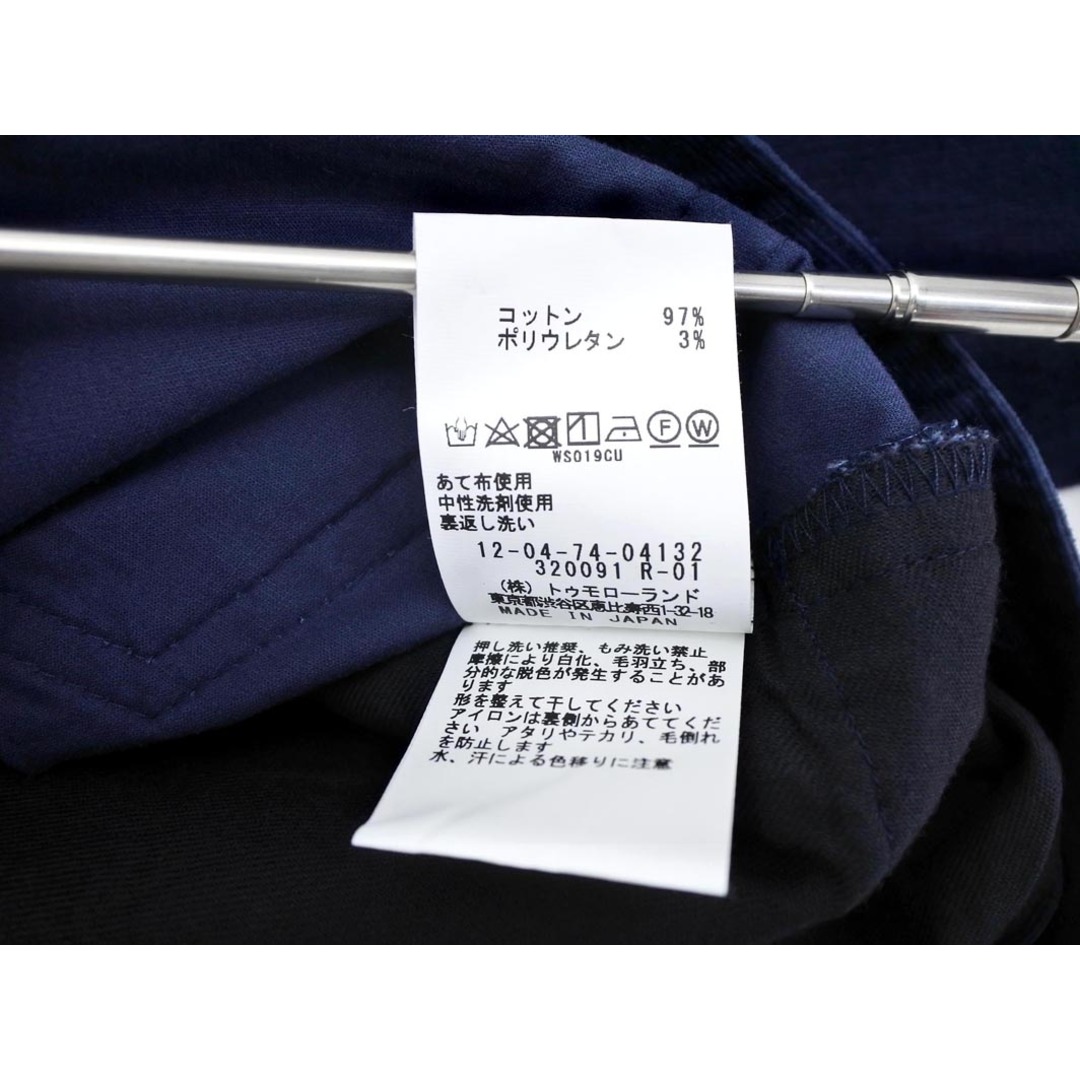 コットン 97%
ポリウレタン 3%
F W
WS019CU
あて布使用
中性洗剤使用
裏返し洗い
12-04-74-04132
320091 R-01
(株) トゥモローランド
東京都渋谷区恵比寿西1-32-18
MADE IN JAPAN
押し洗い推奨、もみ洗い禁止
摩擦により白化、毛羽立ち、部
分的な脱色が発生することがあ
ります
形を整えて干してください
アイロンは裏側からあててくだ
さい アタリやテカリ、毛倒れ
を防止します
水、汗による色移りに注意